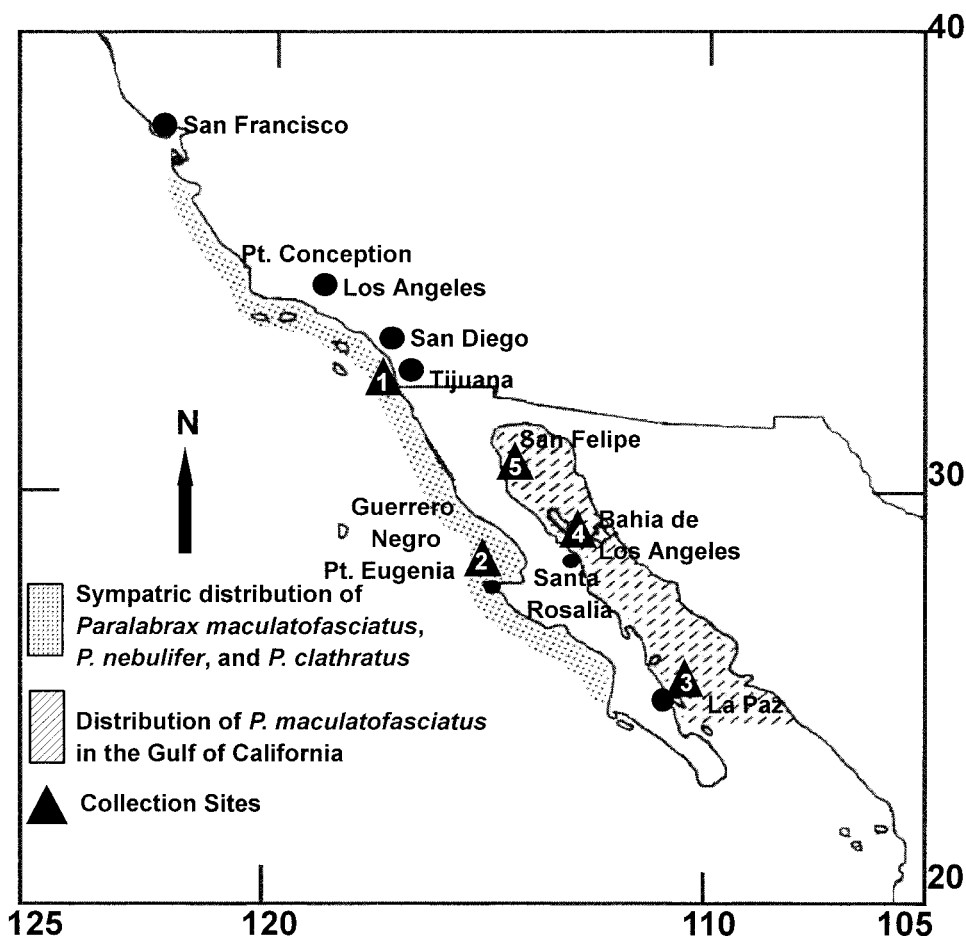 40
San Francisco
Pt. Conception
Los Angeles
San Diego
1
Tijuana
N
San Felipe
5
30
Guerrero
Negro
Pt. Eugenia
2
Bahia de
Los Angeles
4
Santa
Rosalia
Sympatric distribution of
Paralabrax maculatofasciatus,
P. nebulifer, and P. clathratus
3
La Paz
Distribution of P. maculatofasciatus
in the Gulf of California
Collection Sites
20
125
120
110
105